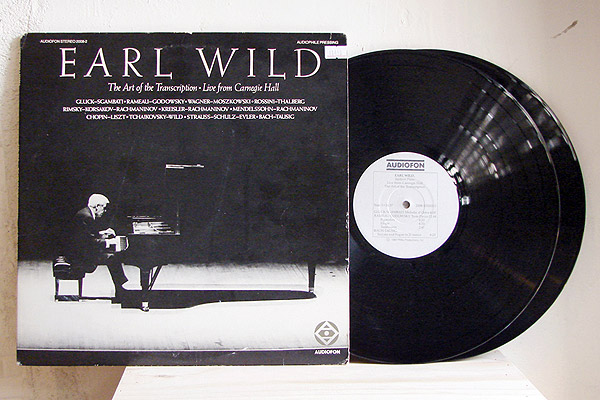 AUDIOFON STEREO 2008-2
AUDIOPHILE PRESSING
EARL WILD
The Art of the Transcription • Live from Carnegie Hall
GLUCK–SGAMBATI • RAMEAU–GODOWSKY • WAGNER–MOSZKOWSKI • ROSSINI–THALBERG
RIMSKY-KORSAKOV–RACHMANINOV • KREISLER–RACHMANINOV • MENDELSSOHN–RACHMANINOV
CHOPIN–LISZT • TCHAIKOVSKY–WILD • STRAUSS–SCHULZ-EVLER • BACH–TAUSIG
AUDIOFON
AUDIOFON
EARL WILD